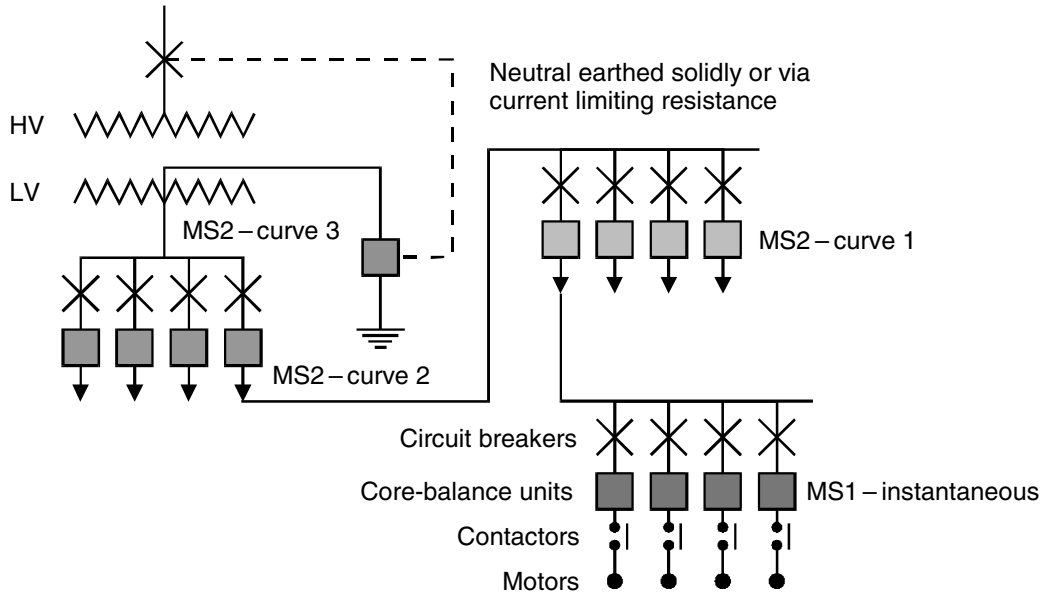 Neutral earthed solidly or via
current limiting resistance
HV
LV
MS2 – curve 3
MS2 – curve 1
MS2 – curve 2
Circuit breakers
Core-balance units
MS1 – instantaneous
Contactors
Motors